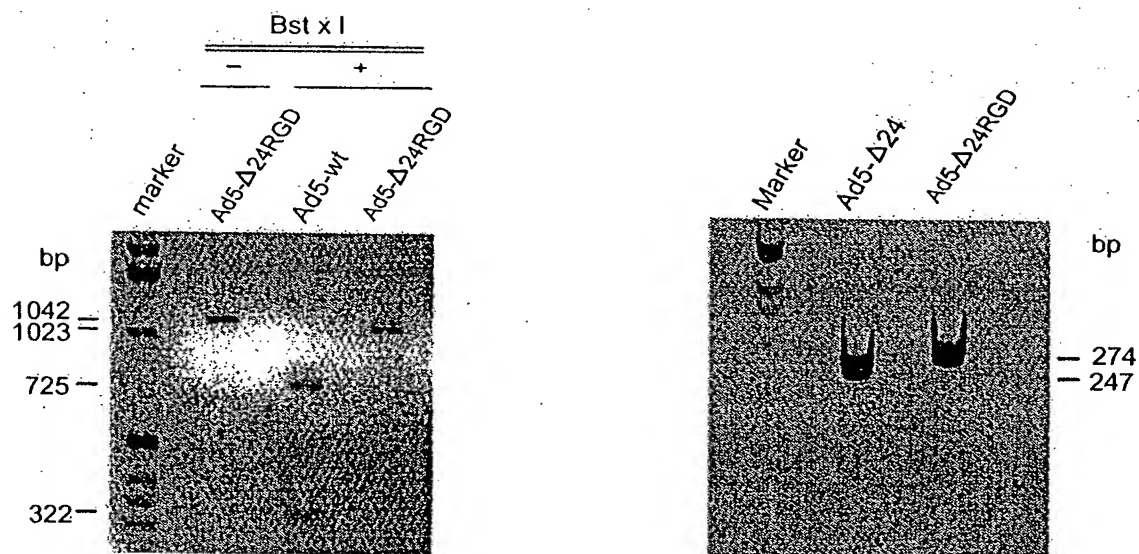 Bst x I
− +
marker Ad5-Δ24RGD Ad5-wt Ad5-Δ24RGD
bp
1042
1023
725
322
Marker Ad5-Δ24 Ad5-Δ24RGD
bp
274
247